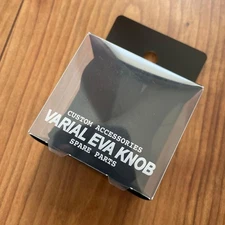 CUSTOM ACCESSORIES
VARIAL EVA KNOB
SPARE PARTS